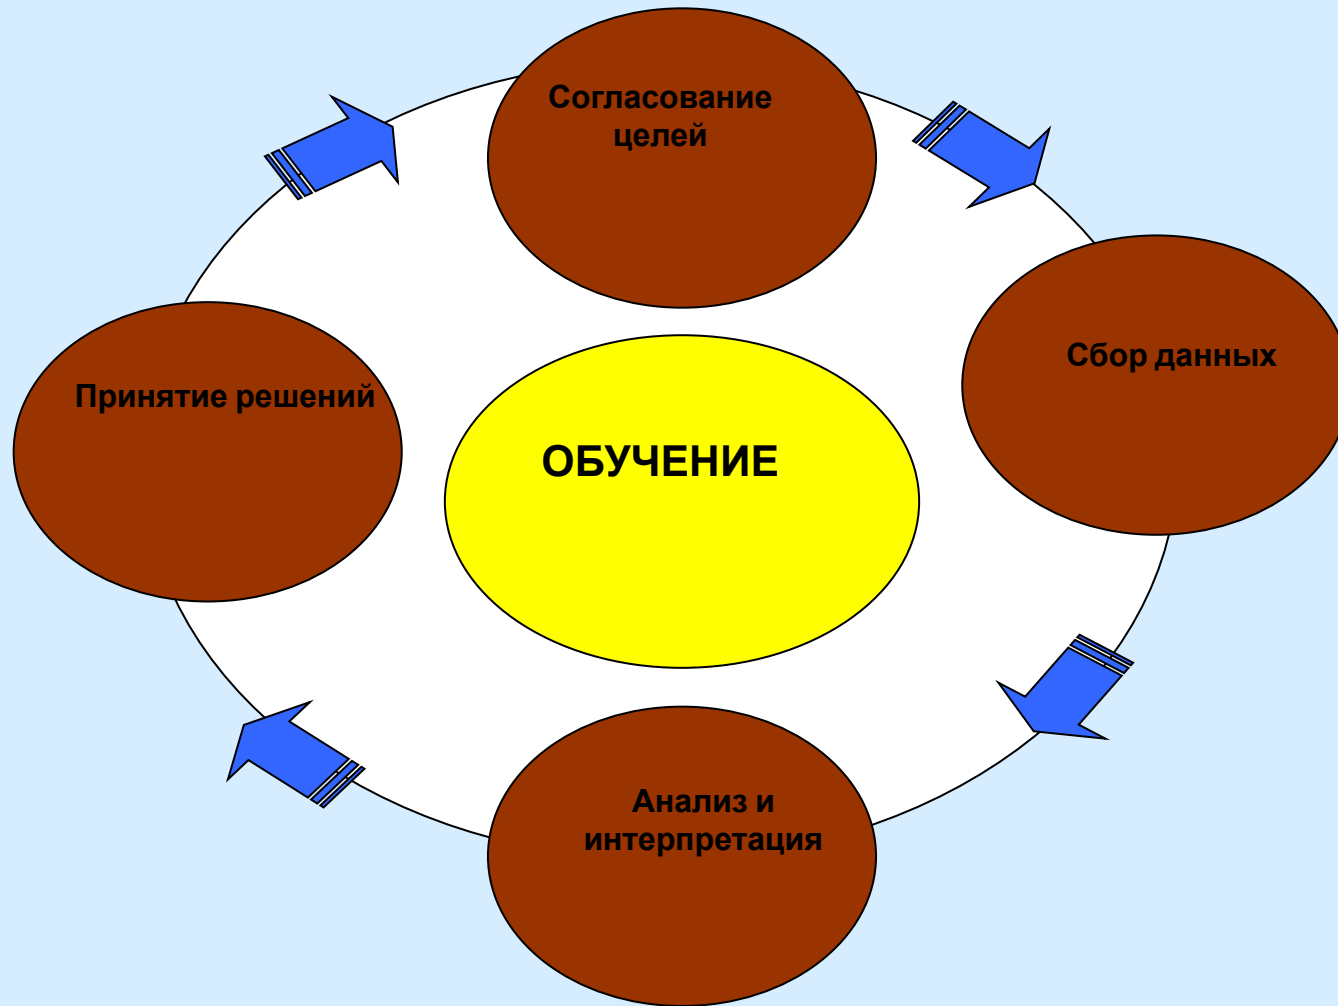 Согласование
целей
Сбор данных
Принятие решений
ОБУЧЕНИЕ
Анализ и
интерпретация